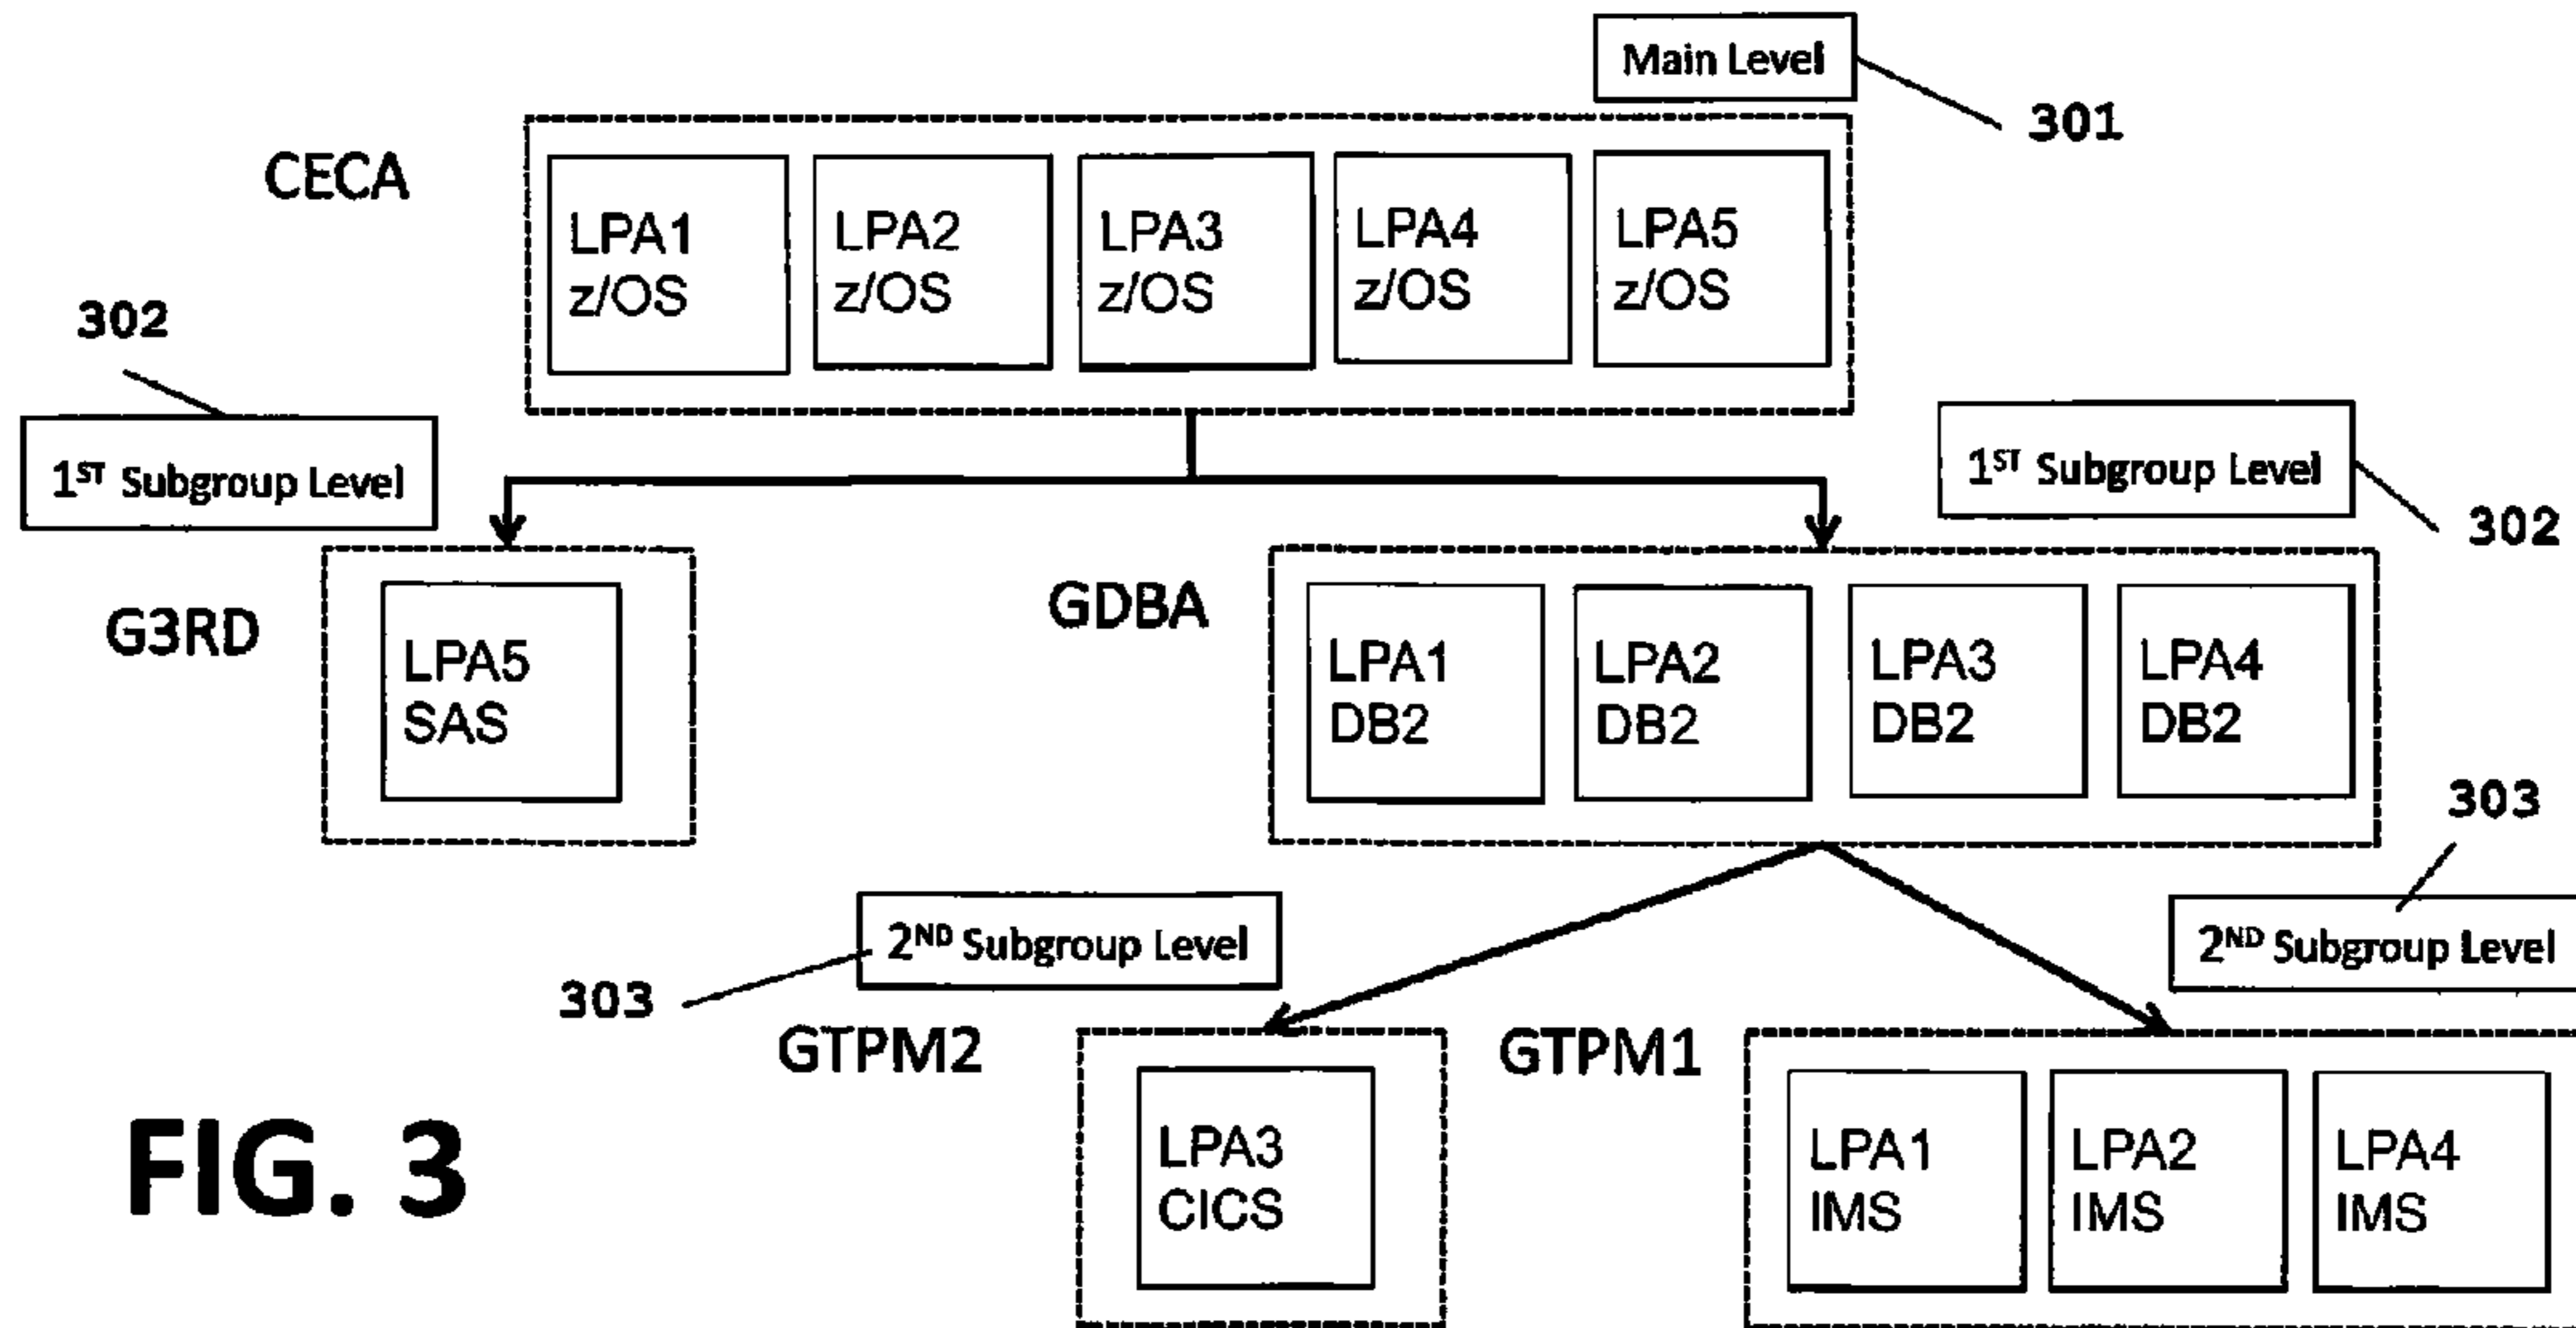 Main Level
301
CECA
LPA1
z/OS
LPA2
z/OS
LPA3
z/OS
LPA4
z/OS
LPA5
z/OS
302
1ST Subgroup Level
1ST Subgroup Level
302
G3RD
LPA5
SAS
GDBA
LPA1
DB2
LPA2
DB2
LPA3
DB2
LPA4
DB2
303
2ND Subgroup Level
303
2ND Subgroup Level
GTPM2
LPA3
CICS
GTPM1
LPA1
IMS
LPA2
IMS
LPA4
IMS
FIG. 3